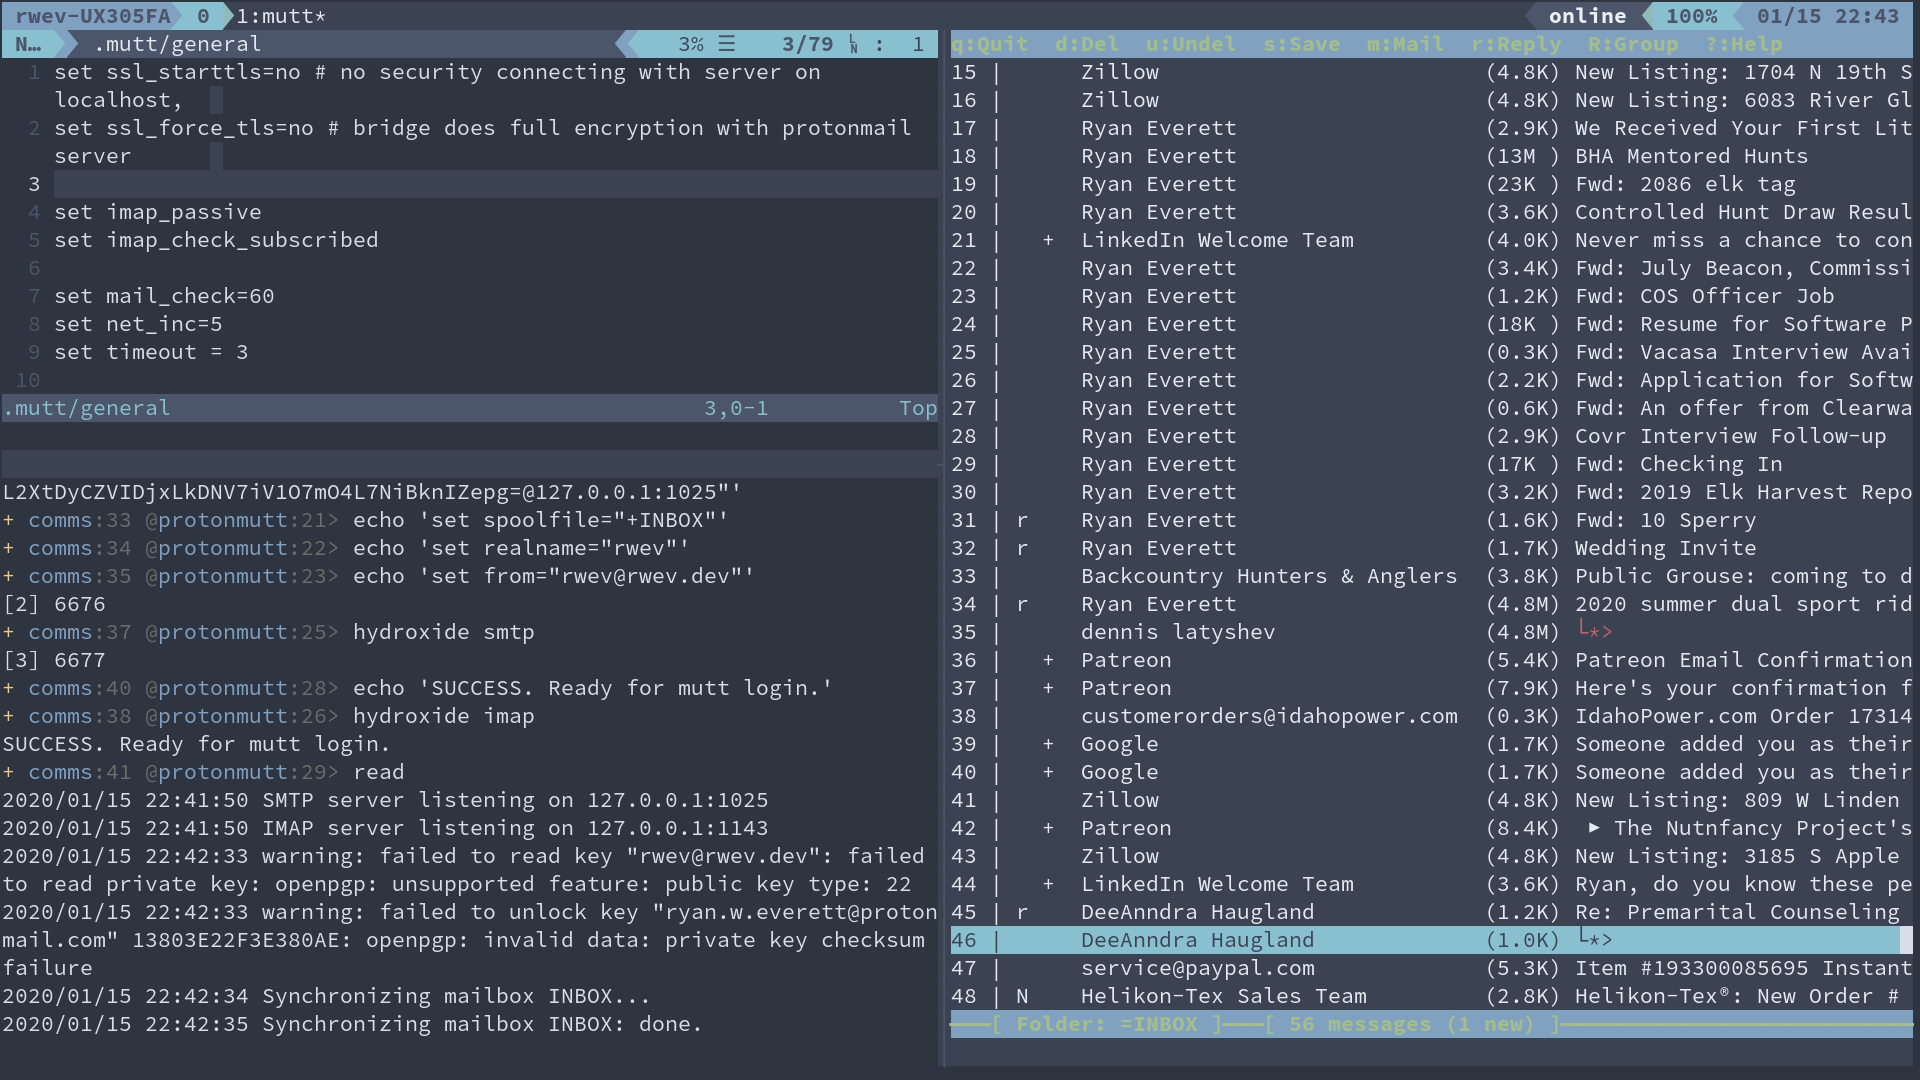 rwev-UX305FA 0 1:mutt* online 100% 01/15 22:43
N… .mutt/general 3% ☰ 3/79 ␤ : 1
1 set ssl_starttls=no # no security connecting with server on
localhost,
2 set ssl_force_tls=no # bridge does full encryption with protonmail
server
3
4 set imap_passive
5 set imap_check_subscribed
6
7 set mail_check=60
8 set net_inc=5
9 set timeout = 3
10
.mutt/general 3,0-1 Top
L2XtDyCZVIDjxLkDNV7iV1O7mO4L7NiBknIZepg=@127.0.0.1:1025"'
+ comms:33 @protonmutt:21> echo 'set spoolfile="+INBOX"'
+ comms:34 @protonmutt:22> echo 'set realname="rwev"'
+ comms:35 @protonmutt:23> echo 'set from="rwev@rwev.dev"'
[2] 6676
+ comms:37 @protonmutt:25> hydroxide smtp
[3] 6677
+ comms:40 @protonmutt:28> echo 'SUCCESS. Ready for mutt login.'
+ comms:38 @protonmutt:26> hydroxide imap
SUCCESS. Ready for mutt login.
+ comms:41 @protonmutt:29> read
2020/01/15 22:41:50 SMTP server listening on 127.0.0.1:1025
2020/01/15 22:41:50 IMAP server listening on 127.0.0.1:1143
2020/01/15 22:42:33 warning: failed to read key "rwev@rwev.dev": failed
to read private key: openpgp: unsupported feature: public key type: 22
2020/01/15 22:42:33 warning: failed to unlock key "ryan.w.everett@proton
mail.com" 13803E22F3E380AE: openpgp: invalid data: private key checksum
failure
2020/01/15 22:42:34 Synchronizing mailbox INBOX...
2020/01/15 22:42:35 Synchronizing mailbox INBOX: done.
q:Quit d:Del u:Undel s:Save m:Mail r:Reply R:Group ?:Help
15 | Zillow (4.8K) New Listing: 1704 N 19th S
16 | Zillow (4.8K) New Listing: 6083 River Gl
17 | Ryan Everett (2.9K) We Received Your First Lit
18 | Ryan Everett (13M ) BHA Mentored Hunts
19 | Ryan Everett (23K ) Fwd: 2086 elk tag
20 | Ryan Everett (3.6K) Controlled Hunt Draw Resul
21 | + LinkedIn Welcome Team (4.0K) Never miss a chance to con
22 | Ryan Everett (3.4K) Fwd: July Beacon, Commissi
23 | Ryan Everett (1.2K) Fwd: COS Officer Job
24 | Ryan Everett (18K ) Fwd: Resume for Software P
25 | Ryan Everett (0.3K) Fwd: Vacasa Interview Avai
26 | Ryan Everett (2.2K) Fwd: Application for Softw
27 | Ryan Everett (0.6K) Fwd: An offer from Clearwa
28 | Ryan Everett (2.9K) Covr Interview Follow-up
29 | Ryan Everett (17K ) Fwd: Checking In
30 | Ryan Everett (3.2K) Fwd: 2019 Elk Harvest Repo
31 | r Ryan Everett (1.6K) Fwd: 10 Sperry
32 | r Ryan Everett (1.7K) Wedding Invite
33 | Backcountry Hunters & Anglers (3.8K) Public Grouse: coming to d
34 | r Ryan Everett (4.8M) 2020 summer dual sport rid
35 | dennis latyshev (4.8M) └*>
36 | + Patreon (5.4K) Patreon Email Confirmation
37 | + Patreon (7.9K) Here's your confirmation f
38 | customerorders@idahopower.com (0.3K) IdahoPower.com Order 17314
39 | + Google (1.7K) Someone added you as their
40 | + Google (1.7K) Someone added you as their
41 | Zillow (4.8K) New Listing: 809 W Linden
42 | + Patreon (8.4K) ► The Nutnfancy Project's
43 | Zillow (4.8K) New Listing: 3185 S Apple
44 | + LinkedIn Welcome Team (3.6K) Ryan, do you know these pe
45 | r DeeAnndra Haugland (1.2K) Re: Premarital Counseling
46 | DeeAnndra Haugland (1.0K) └*>
47 | service@paypal.com (5.3K) Item #193300085695 Instant
48 | N Helikon-Tex Sales Team (2.8K) Helikon-Tex®: New Order #
[ Folder: =INBOX ]───[ 56 messages (1 new) ]